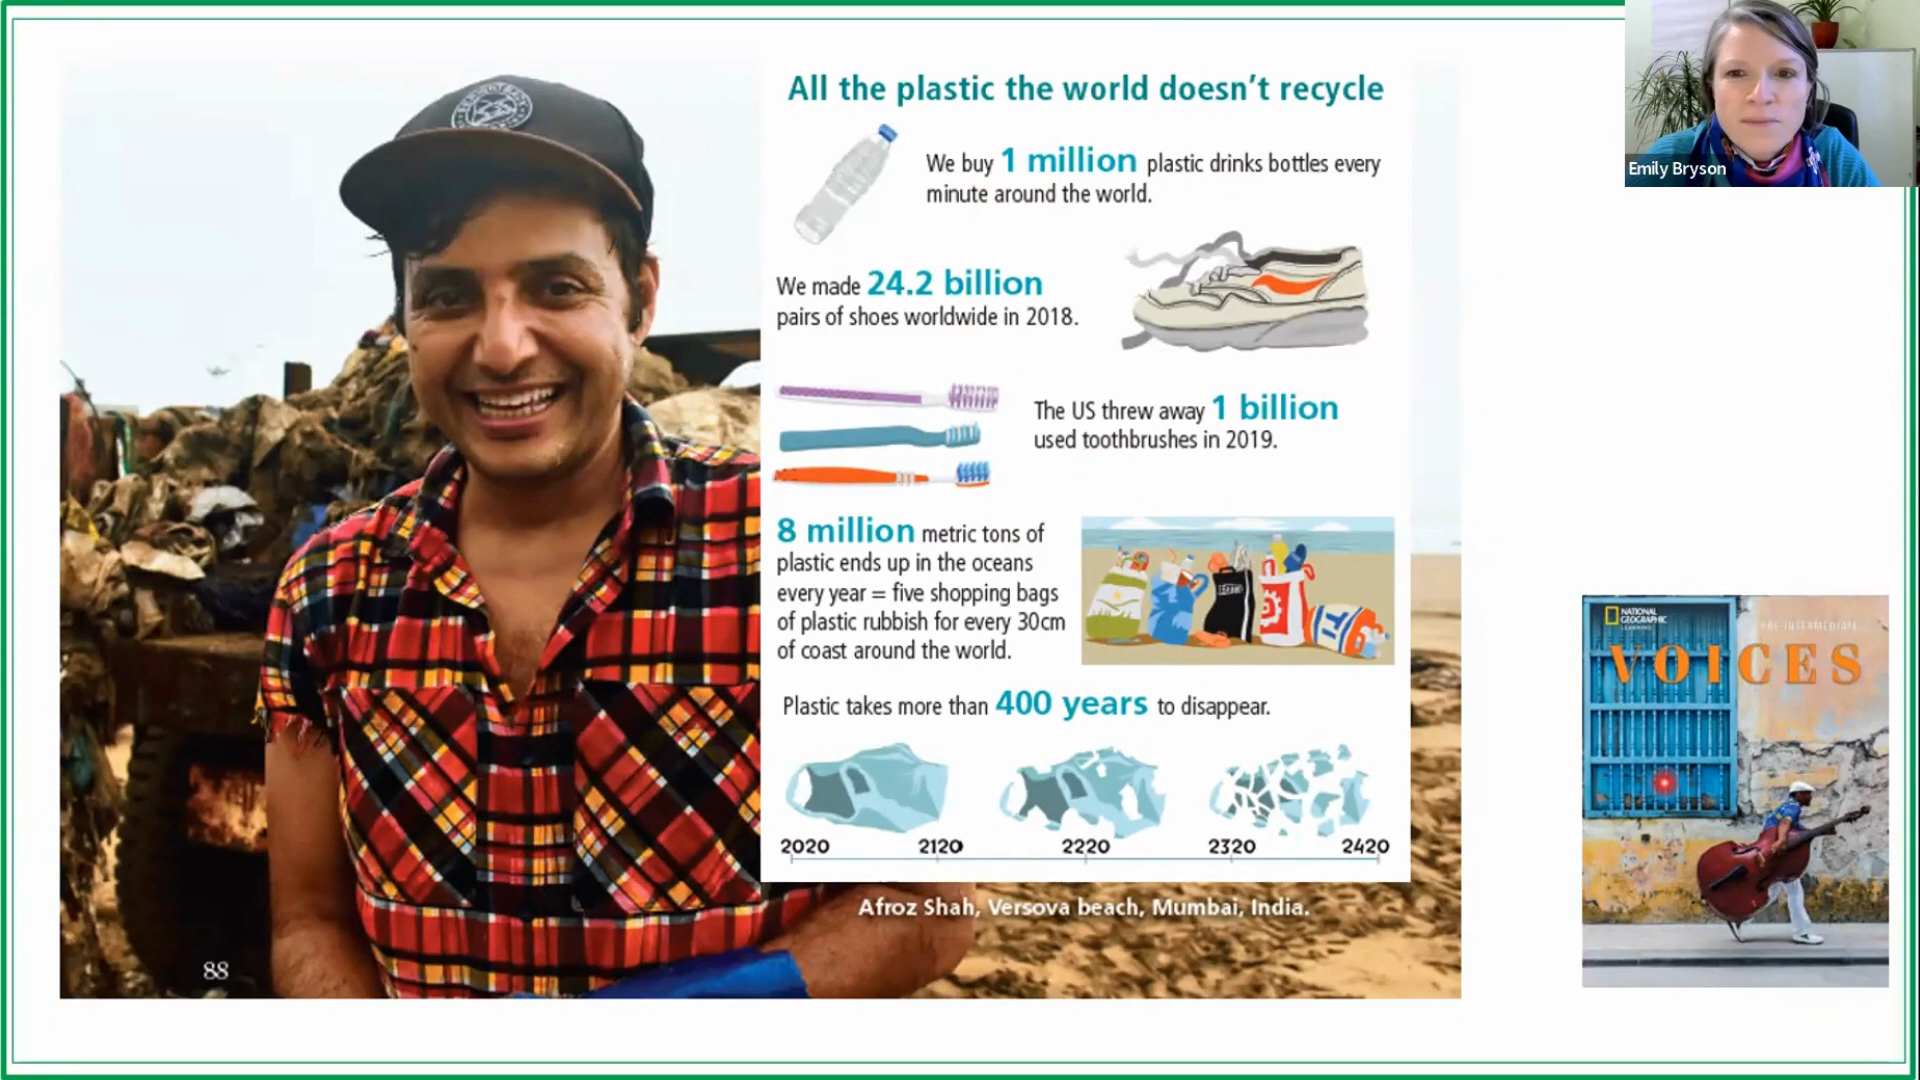 All the plastic the world doesn't recycle
We buy 1 million plastic drinks bottles every
minute around the world.
We made 24.2 billion
pairs of shoes worldwide in 2018.
The US threw away 1 billion
used toothbrushes in 2019.
8 million metric tons of
plastic ends up in the oceans
every year = five shopping bags
of plastic rubbish for every 30cm
of coast around the world.
Plastic takes more than 400 years to disappear.
2020 2120 2220 2320 2420
Afroz Shah, Versova beach, Mumbai, India.
88
Emily Bryson
NATIONAL
GEOGRAPHIC
LEARNING
PRE-INTERMEDIATE
VOICES